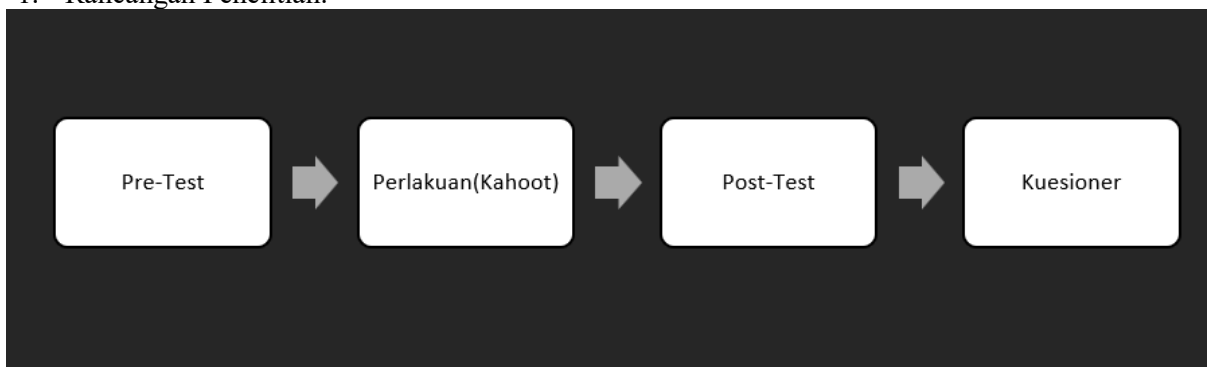 1. Rancangan Penelitian:
Pre-Test
Perlakuan(Kahoot)
Post-Test
Kuesioner